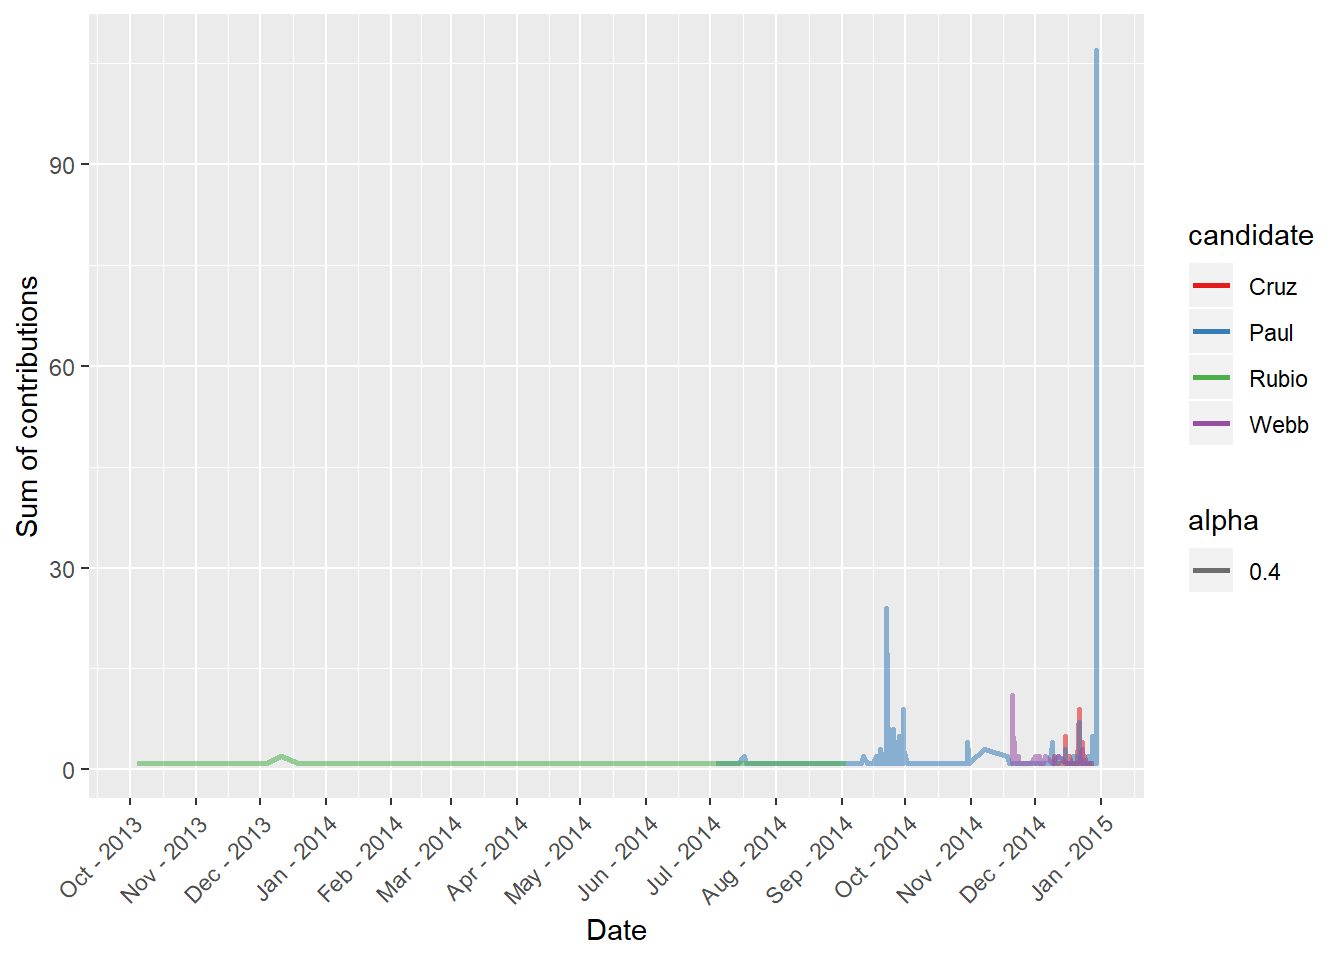 Sum of contributions
90
60
30
0
Oct - 2013
Nov - 2013
Dec - 2013
Jan - 2014
Feb - 2014
Mar - 2014
Apr - 2014
May - 2014
Jun - 2014
Jul - 2014
Aug - 2014
Sep - 2014
Oct - 2014
Nov - 2014
Dec - 2014
Jan - 2015
Date
candidate
Cruz
Paul
Rubio
Webb
alpha
0.4